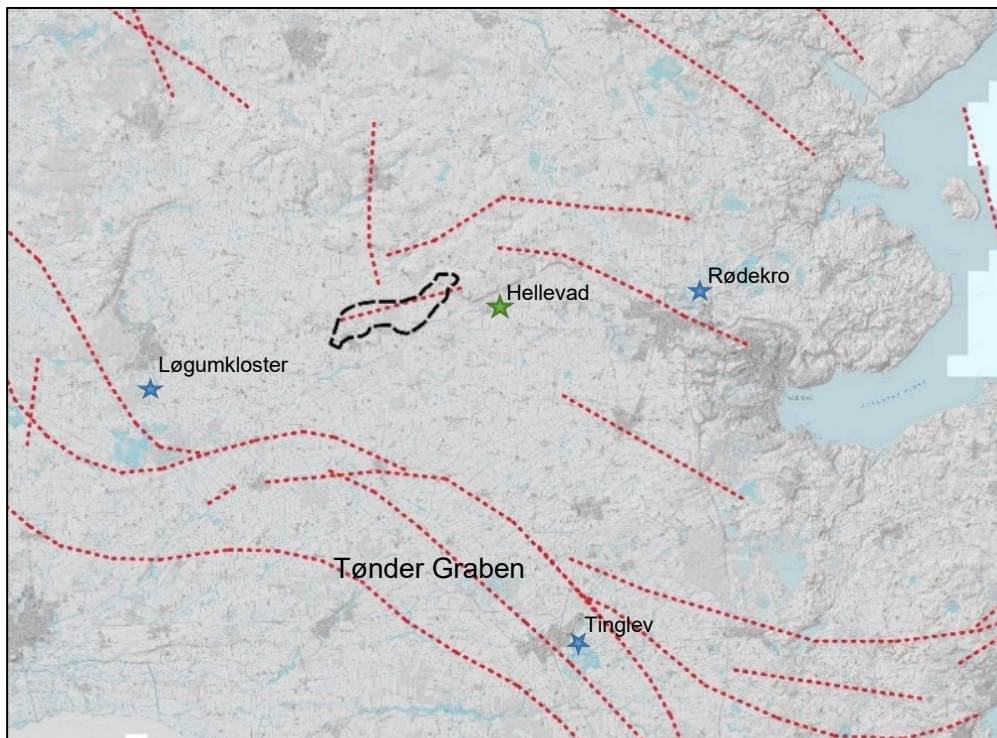 Rødekro
Hellevad
Løgumkloster
Tønder Graben
Tinglev